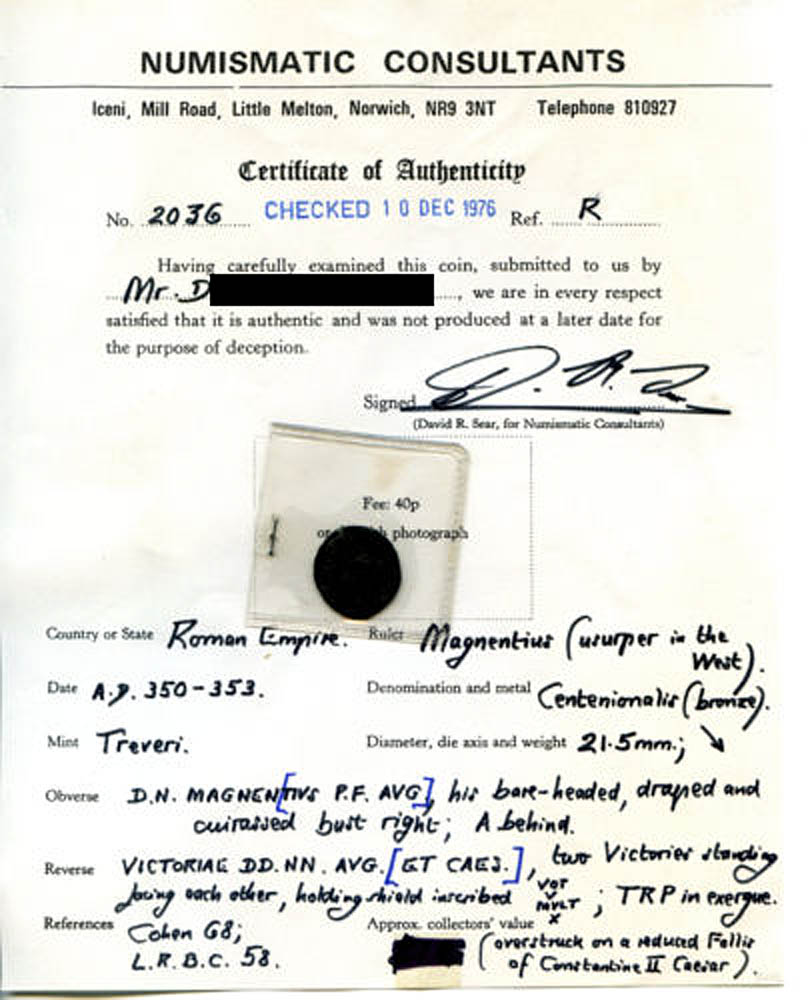 NUMISMATIC CONSULTANTS
Iceni, Mill Road, Little Melton, Norwich, NR9 3NT Telephone 810927
Certificate of Authenticity
No. 2036 CHECKED 10 DEC 1976 Ref. R
Having carefully examined this coin, submitted to us by
Mr. D , we are in every respect
satisfied that it is authentic and was not produced at a later date for
the purpose of deception.
Signed D. R. Sear
(David R. Sear, for Numismatic Consultants)
Fee: 40p
or photograph
Country or State Roman Empire. Ruler Magnentius (usurper in the
West).
Date A.D. 350-353. Denomination and metal Centenionalis (bronze).
Mint Treveri. Diameter, die axis and weight 21.5mm.; ↘
Obverse D.N. MAGNEN[TIVS P.F. AVG], his bare-headed, draped and
cuirassed bust right; A behind.
Reverse VICTORIAE DD.NN. AVG. [ET CAES.], two Victories standing
facing each other, holding shield inscribed VOT V MVLT X ; TRP in exergue.
References Cohen 68; Approx. collectors' value
L.R.B.C. 58. (overstruck on a reduced Follis
of Constantine II Caesar).